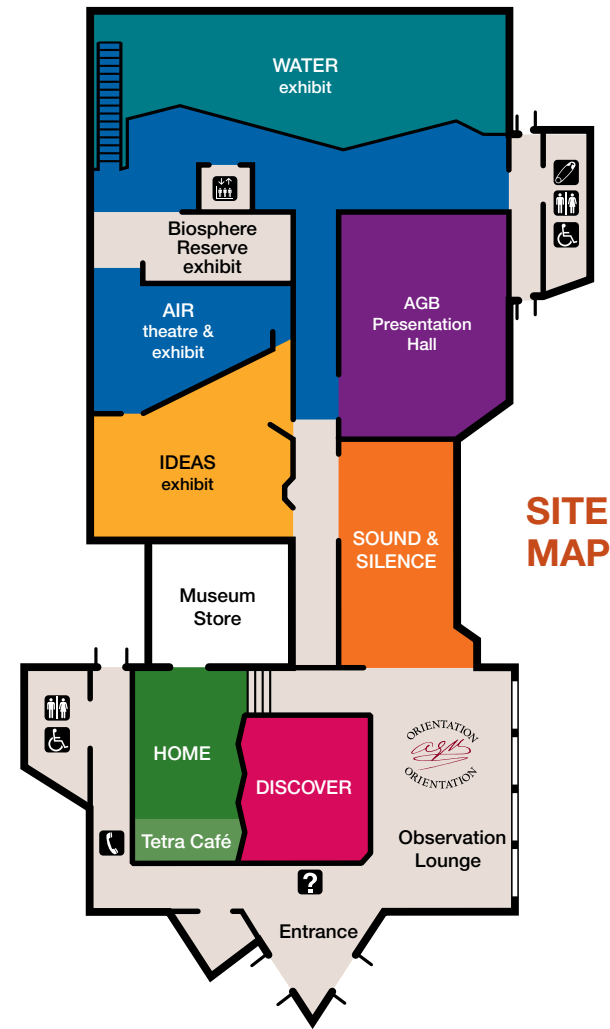 WATER
exhibit
Biosphere
Reserve
exhibit
AIR
theatre &
exhibit
AGB
Presentation
Hall
IDEAS
exhibit
SOUND &
SILENCE
SITE
MAP
Museum
Store
HOME
DISCOVER
Tetra Café
ORIENTATION
agb
ORIENTATION
Observation
Lounge
?
Entrance